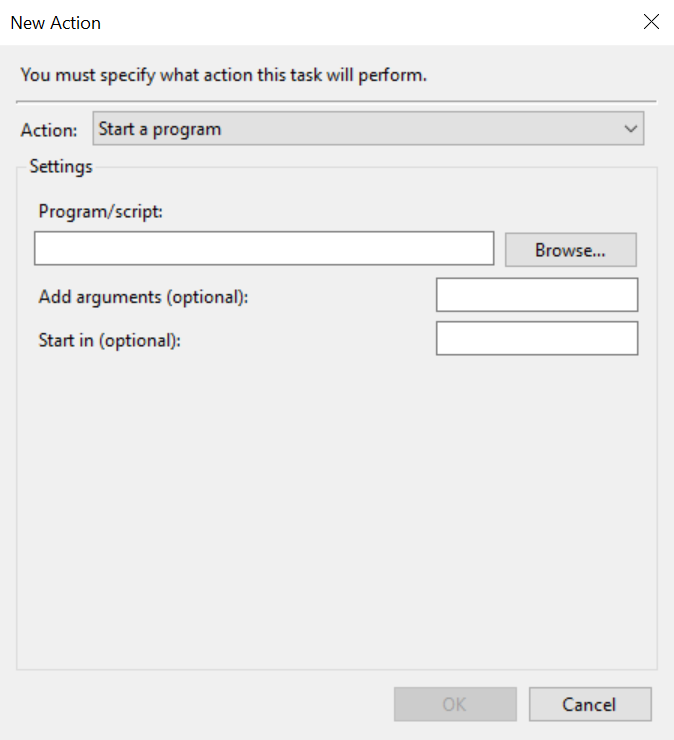 New Action
You must specify what action this task will perform.
Action: Start a program
Settings
Program/script:
Browse...
Add arguments (optional):
Start in (optional):
OK Cancel